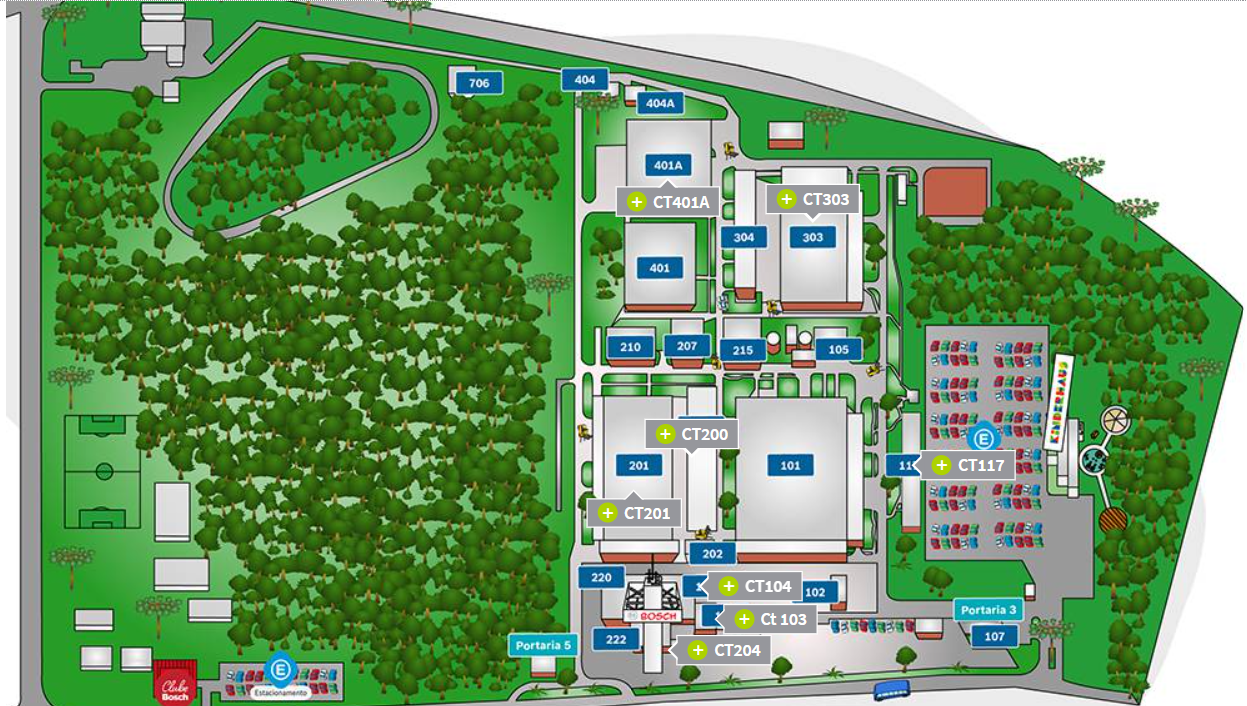 706
404
404A
401A
CT401A
CT303
304
303
401
210
207
215
105
KINDERHAUS
CT200
E
201
101
CT117
CT201
202
220
CT104
102
BOSCH
Ct 103
Portaria 3
222
107
Portaria 5
CT204
E
Estacionamento
Clube
Bosch